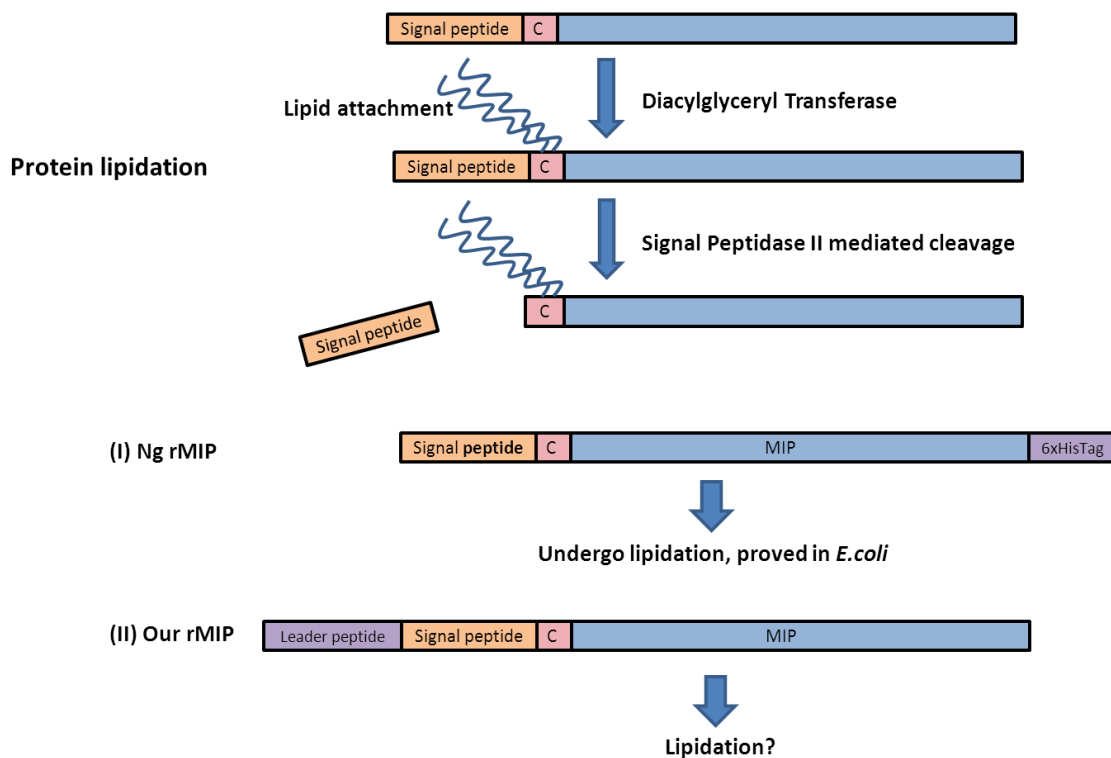 Signal peptide C
Lipid attachment
Diacylglyceryl Transferase
Protein lipidation
Signal peptide C
Signal Peptidase II mediated cleavage
C
Signal peptide
(I) Ng rMIP
Signal peptide C MIP 6xHisTag
Undergo lipidation, proved in E.coli
(II) Our rMIP
Leader peptide Signal peptide C MIP
Lipidation?